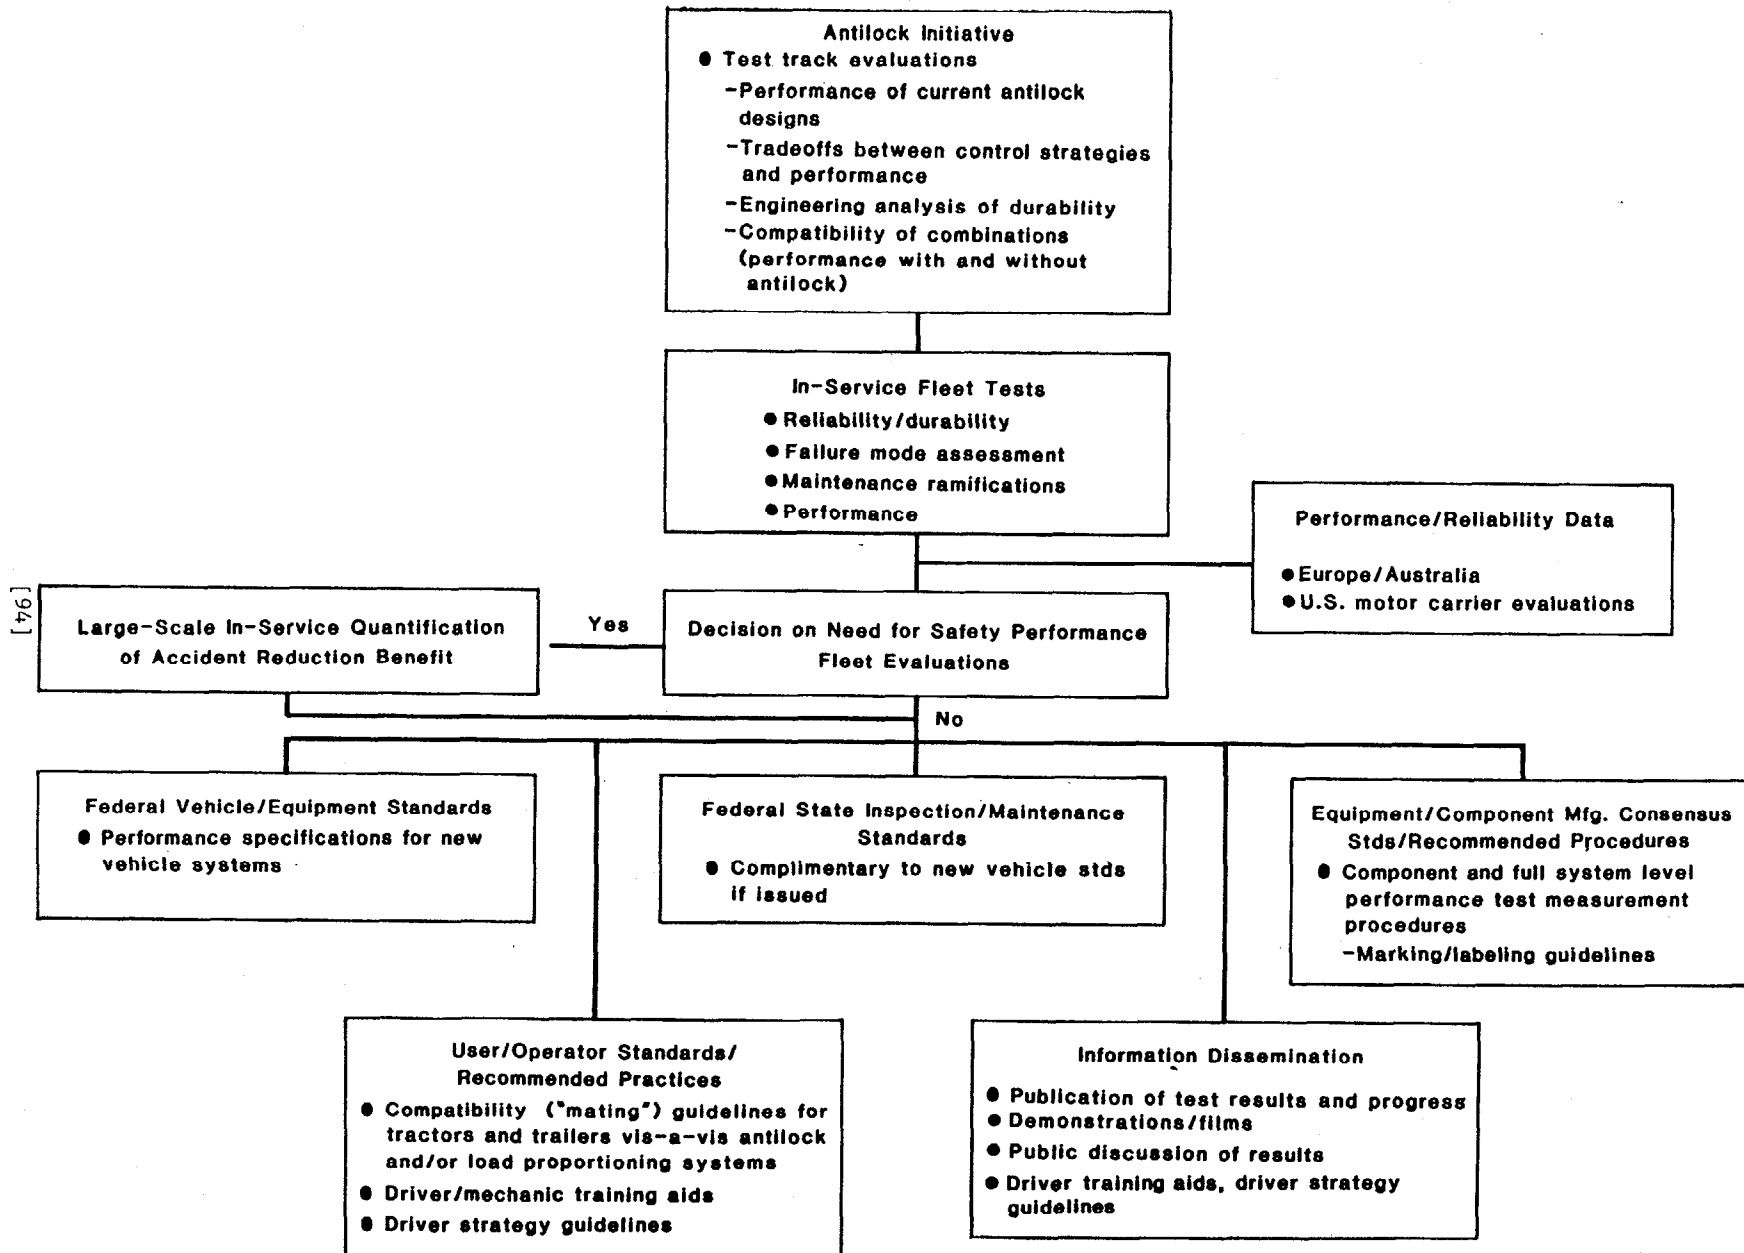 Antilock Initiative
● Test track evaluations
-Performance of current antilock
designs
-Tradeoffs between control strategies
and performance
-Engineering analysis of durability
-Compatibility of combinations
(performance with and without
antilock)
In-Service Fleet Tests
● Reliability/durability
● Failure mode assessment
● Maintenance ramifications
● Performance
Performance/Reliability Data
● Europe/Australia
● U.S. motor carrier evaluations
[94]
Large-Scale In-Service Quantification
of Accident Reduction Benefit
Yes
Decision on Need for Safety Performance
Fleet Evaluations
No
Federal Vehicle/Equipment Standards
● Performance specifications for new
vehicle systems
Federal State Inspection/Maintenance
Standards
● Complimentary to new vehicle stds
if issued
Equipment/Component Mfg. Consensus
Stds/Recommended Procedures
● Component and full system level
performance test measurement
procedures
-Marking/labeling guidelines
User/Operator Standards/
Recommended Practices
● Compatibility ("mating") guidelines for
tractors and trailers vis-a-vis antilock
and/or load proportioning systems
● Driver/mechanic training aids
● Driver strategy guidelines
Information Dissemination
● Publication of test results and progress
● Demonstrations/films
● Public discussion of results
● Driver training aids, driver strategy
guidelines